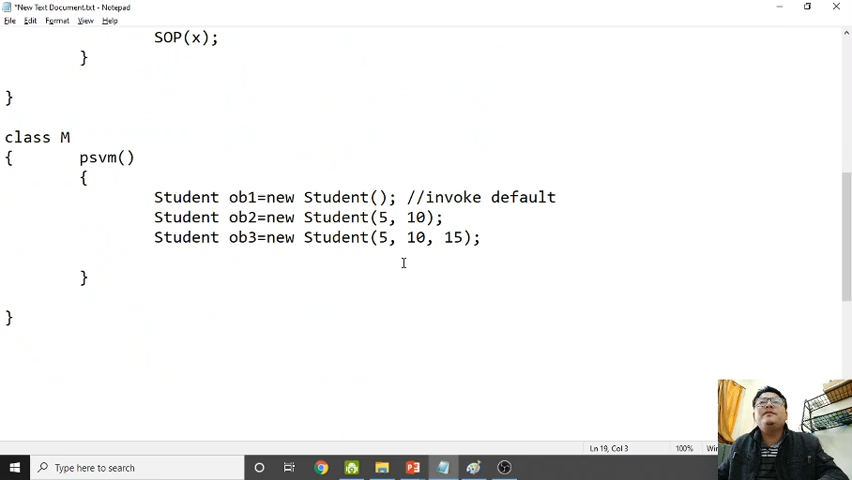 *New Text Document.txt - Notepad
File Edit Format View Help
SOP(x);
}
}
class M
{ psvm()
{
Student ob1=new Student(); //invoke default
Student ob2=new Student(5, 10);
Student ob3=new Student(5, 10, 15);
}
}
Ln 19, Col 3 100% Win
Type here to search